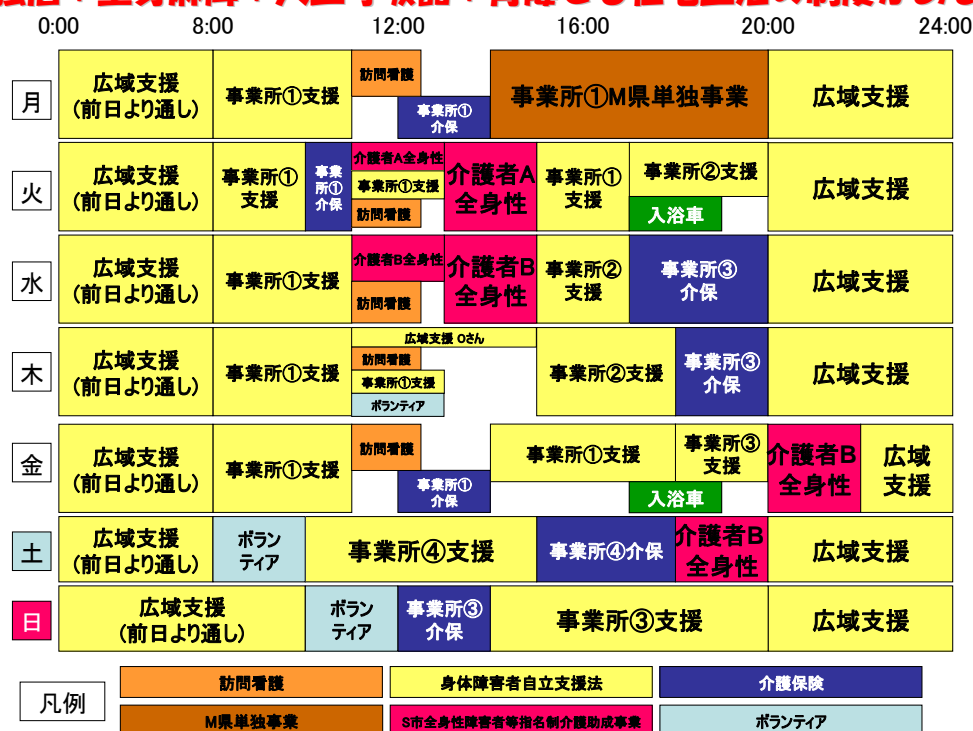 0:00 8:00 12:00 16:00 20:00 24:00
月
広域支援
(前日より通し)
事業所①支援
訪問看護
事業所①
介保
事業所①M県単独事業
広域支援
火
広域支援
(前日より通し)
事業所①
支援
事業
所①
介保
介護者A全身性
事業所①支援
訪問看護
介護者A
全身性
事業所①
支援
事業所②支援
入浴車
広域支援
水
広域支援
(前日より通し)
事業所①支援
介護者B全身性
訪問看護
介護者B
全身性
事業所②
支援
事業所③
介保
広域支援
木
広域支援
(前日より通し)
事業所①支援
広域支援 Oさん
訪問看護
事業所①支援
ボランティア
事業所②支援
事業所③
介保
広域支援
金
広域支援
(前日より通し)
事業所①支援
訪問看護
事業所①
介保
事業所①支援
事業所③
支援
入浴車
介護者B
全身性
広域
支援
土
広域支援
(前日より通し)
ボラン
ティア
事業所④支援
事業所④介保
介護者B
全身性
広域支援
日
広域支援
(前日より通し)
ボラン
ティア
事業所③
介保
事業所③支援
広域支援
凡例
訪問看護
身体障害者自立支援法
介護保険
M県単独事業
S市全身性障害者等指名制介護助成事業
ボランティア